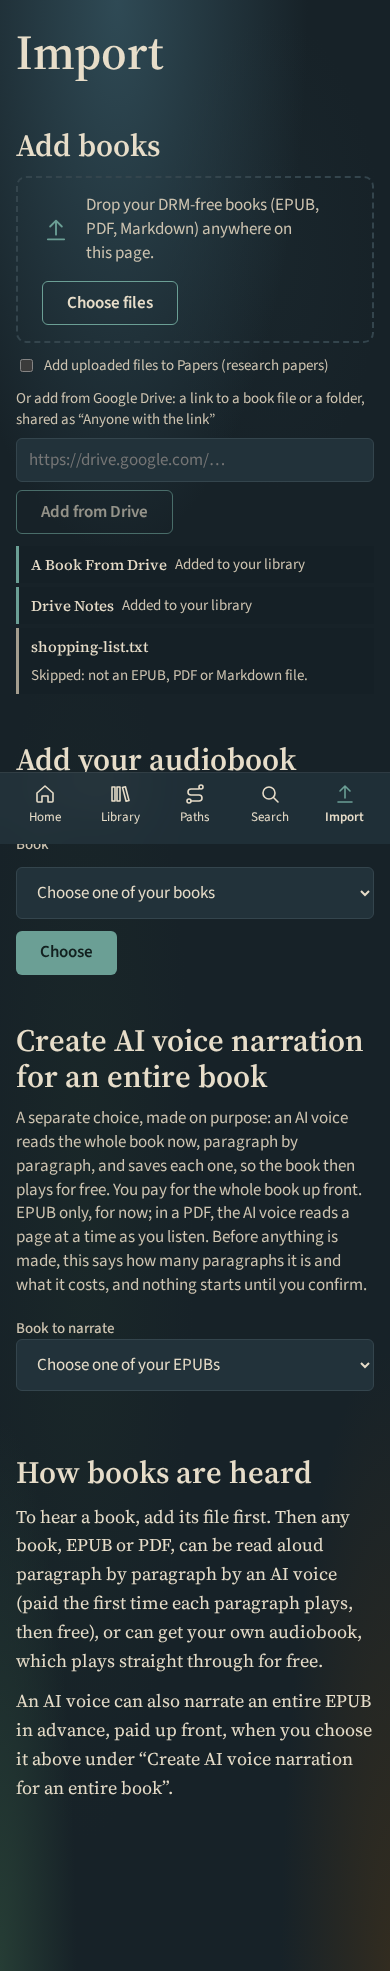 Import
Add books
Drop your DRM-free books (EPUB,
PDF, Markdown) anywhere on
this page.
Choose files
Add uploaded files to Papers (research papers)
Or add from Google Drive: a link to a book file or a folder,
shared as “Anyone with the link”
https://drive.google.com/…
Add from Drive
A Book From Drive Added to your library
Drive Notes Added to your library
shopping-list.txt
Skipped: not an EPUB, PDF or Markdown file.
Add your audiobook
Home Library Paths Search Import
Book
Choose one of your books
Choose
Create AI voice narration
for an entire book
A separate choice, made on purpose: an AI voice
reads the whole book now, paragraph by
paragraph, and saves each one, so the book then
plays for free. You pay for the whole book up front.
EPUB only, for now; in a PDF, the AI voice reads a
page at a time as you listen. Before anything is
made, this says how many paragraphs it is and
what it costs, and nothing starts until you confirm.
Book to narrate
Choose one of your EPUBs
How books are heard
To hear a book, add its file first. Then any
book, EPUB or PDF, can be read aloud
paragraph by paragraph by an AI voice
(paid the first time each paragraph plays,
then free), or can get your own audiobook,
which plays straight through for free.
An AI voice can also narrate an entire EPUB
in advance, paid up front, when you choose
it above under “Create AI voice narration
for an entire book”.